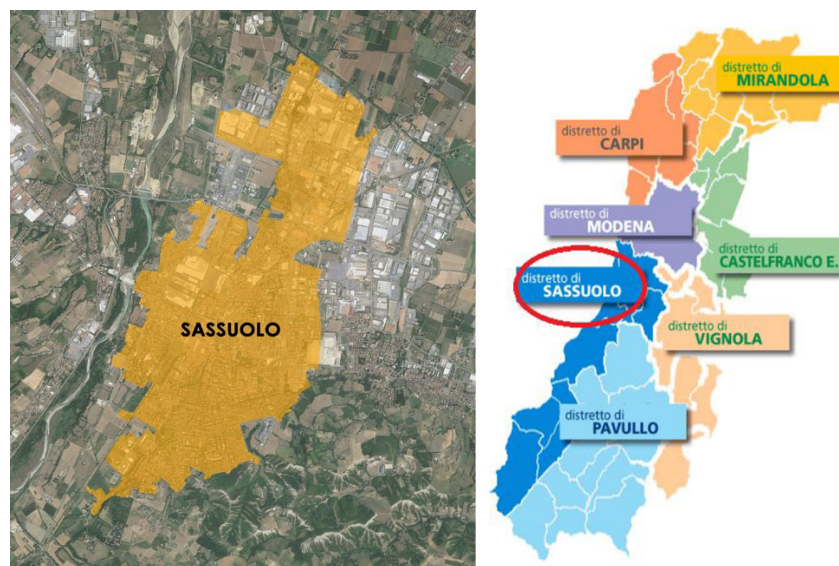 SASSUOLO
distretto di
MIRANDOLA
distretto di
CARPI
distretto di
MODENA
distretto di
CASTELFRANCO E.
distretto di
SASSUOLO
distretto di
VIGNOLA
distretto di
PAVULLO